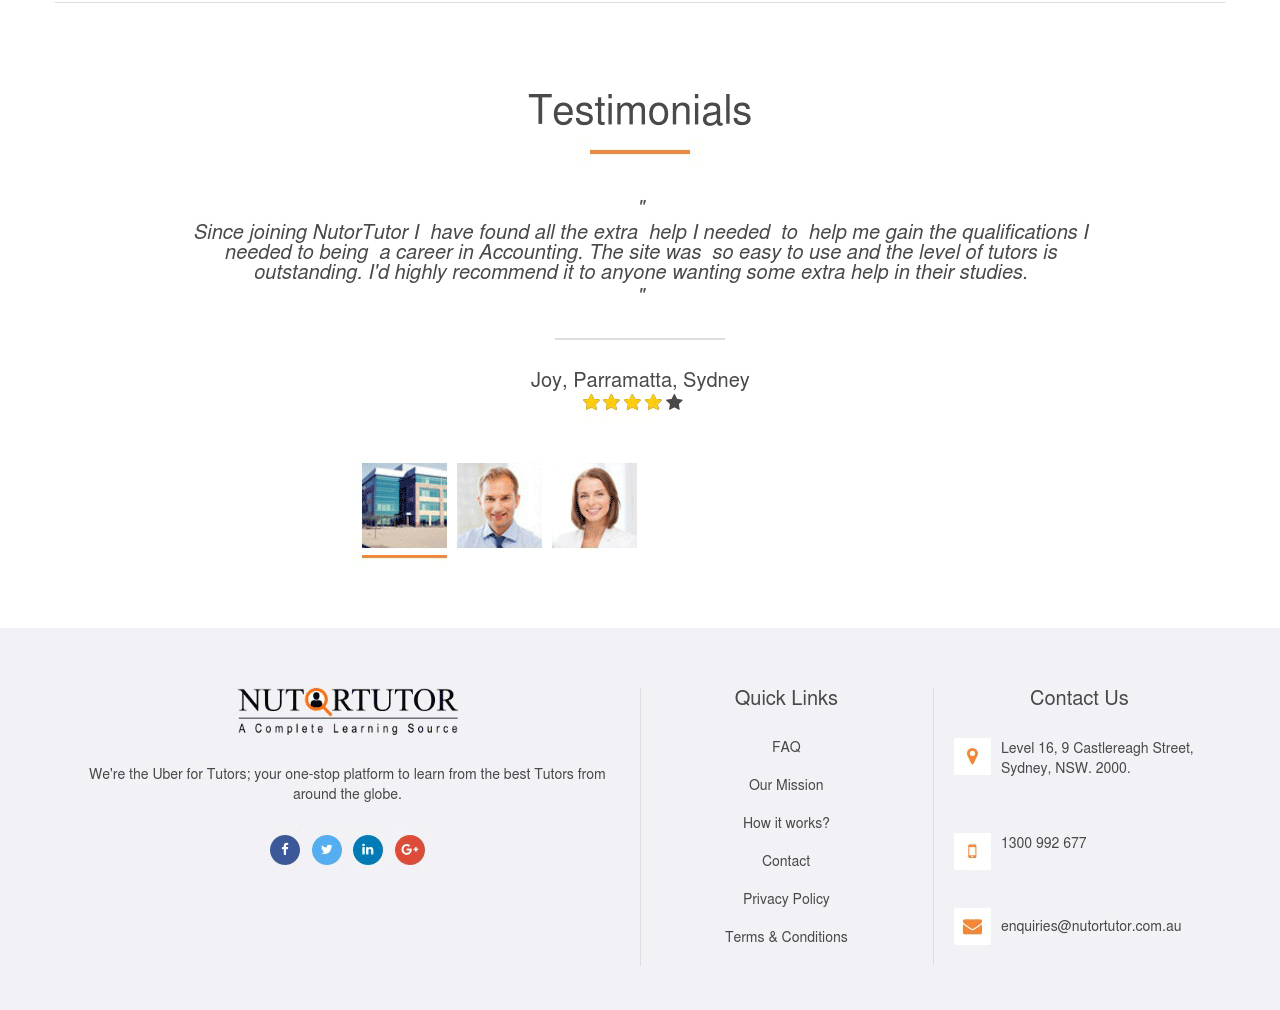 Testimonials
"
Since joining NutorTutor I  have found all the extra  help I needed  to  help me gain the qualifications I
needed to being  a career in Accounting. The site was  so easy to use and the level of tutors is
outstanding. I'd highly recommend it to anyone wanting some extra help in their studies.
"
Joy, Parramatta, Sydney
NUTORTUTOR
A Complete Learning Source
We're the Uber for Tutors; your one-stop platform to learn from the best Tutors from
around the globe.
Quick Links
FAQ
Our Mission
How it works?
Contact
Privacy Policy
Terms & Conditions
Contact Us
Level 16, 9 Castlereagh Street,
Sydney, NSW. 2000.
1300 992 677
enquiries@nutortutor.com.au